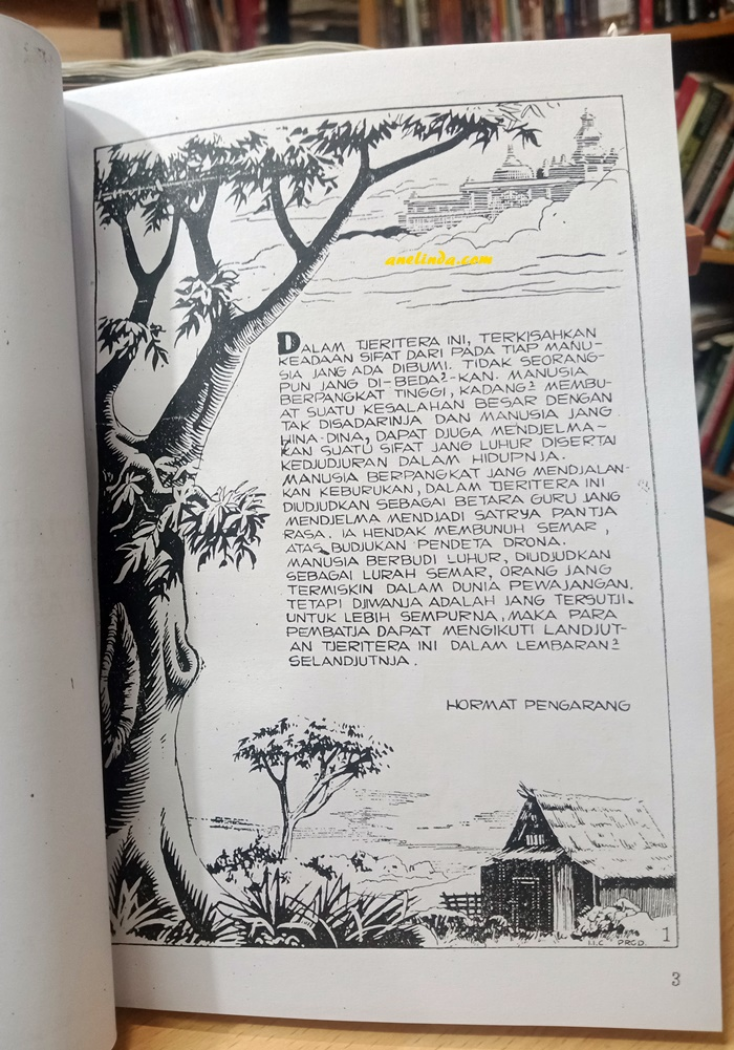 anelinda.com
DALAM TJERITERA INI, TERKISAHKAN
KEADAAN SIFAT DARI PADA TIAP MANU-
SIA JANG ADA DIBUMI. TIDAK SEORANG-
PUN JANG DI-BEDA2-KAN. MANUSIA
BERPANGKAT TINGGI, KADANG2 MEMBU-
AT SUATU KESALAHAN BESAR DENGAN
TAK DISADARINJA DAN MANUSIA JANG
HINA-DINA, DAPAT DJUGA MENDJELMA-
KAN SUATU SIFAT JANG LUHUR DISERTAI
KEDJUDJURAN DALAM HIDUPNJA.
MANUSIA BERPANGKAT JANG MENDJALAN-
KAN KEBURUKAN, DALAM TJERITERA INI
DIUDJUDKAN SEBAGAI BETARA GURU JANG
MENDJELMA MENDJADI SATRYA PANTJA
RASA. IA HENDAK MEMBUNUH SEMAR,
ATAS BUDJUKAN PENDETA DRONA.
MANUSIA BERBUDI LUHUR, DIUDJUDKAN
SEBAGAI LURAH SEMAR, ORANG JANG
TERMISKIN DALAM DUNIA PEWAJANGAN.
TETAPI DJIWANJA ADALAH JANG TERSUTJI.
UNTUK LEBIH SEMPURNA, MAKA PARA
PEMBATJA DAPAT MENGIKUTI LANDJUT-
AN TJERITERA INI DALAM LEMBARAN2
SELANDJUTNJA.
HORMAT PENGARANG
PROD.
1
3